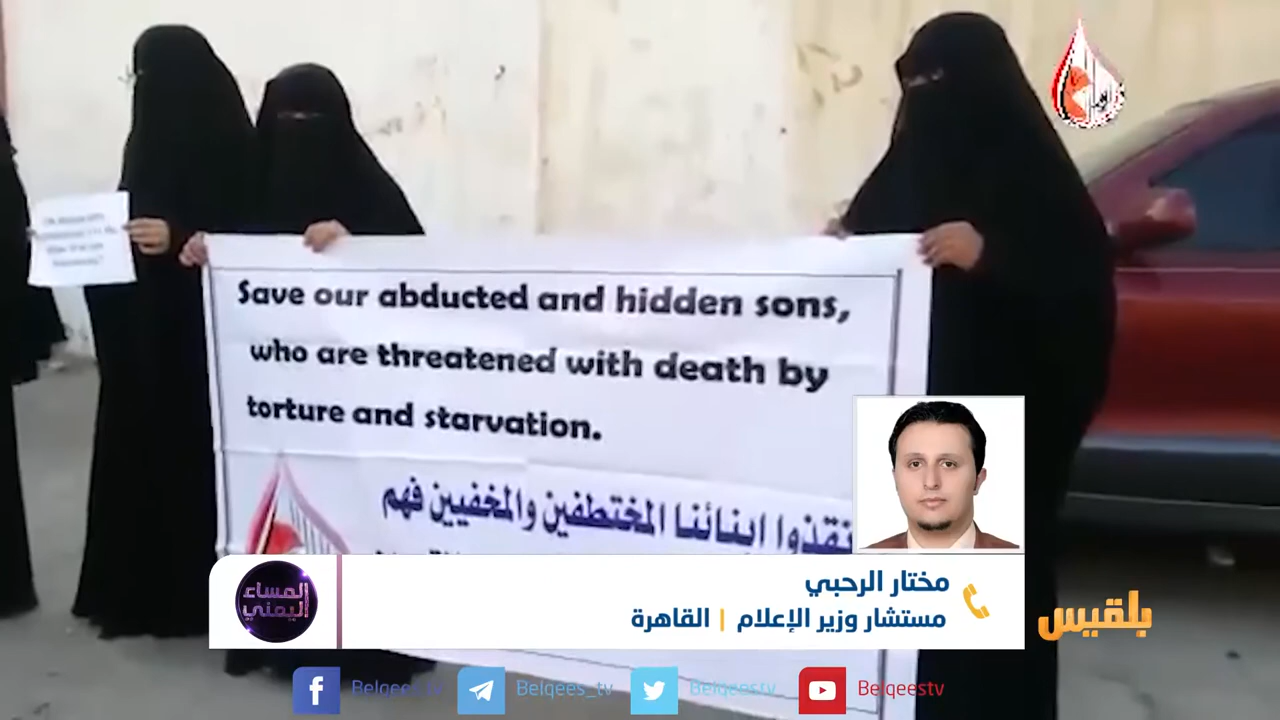 Save our abducted and hidden sons,
who are threatened with death by
torture and starvation.
نقذوا ابنائنا المختطفين والمخفيين فهم
مختار الرحبي
مستشار وزير الإعلام | القاهرة
المساء
اليمني
بلقيس
Belqees_tv
Belqees_tv
Belqeestv
Belqeestv